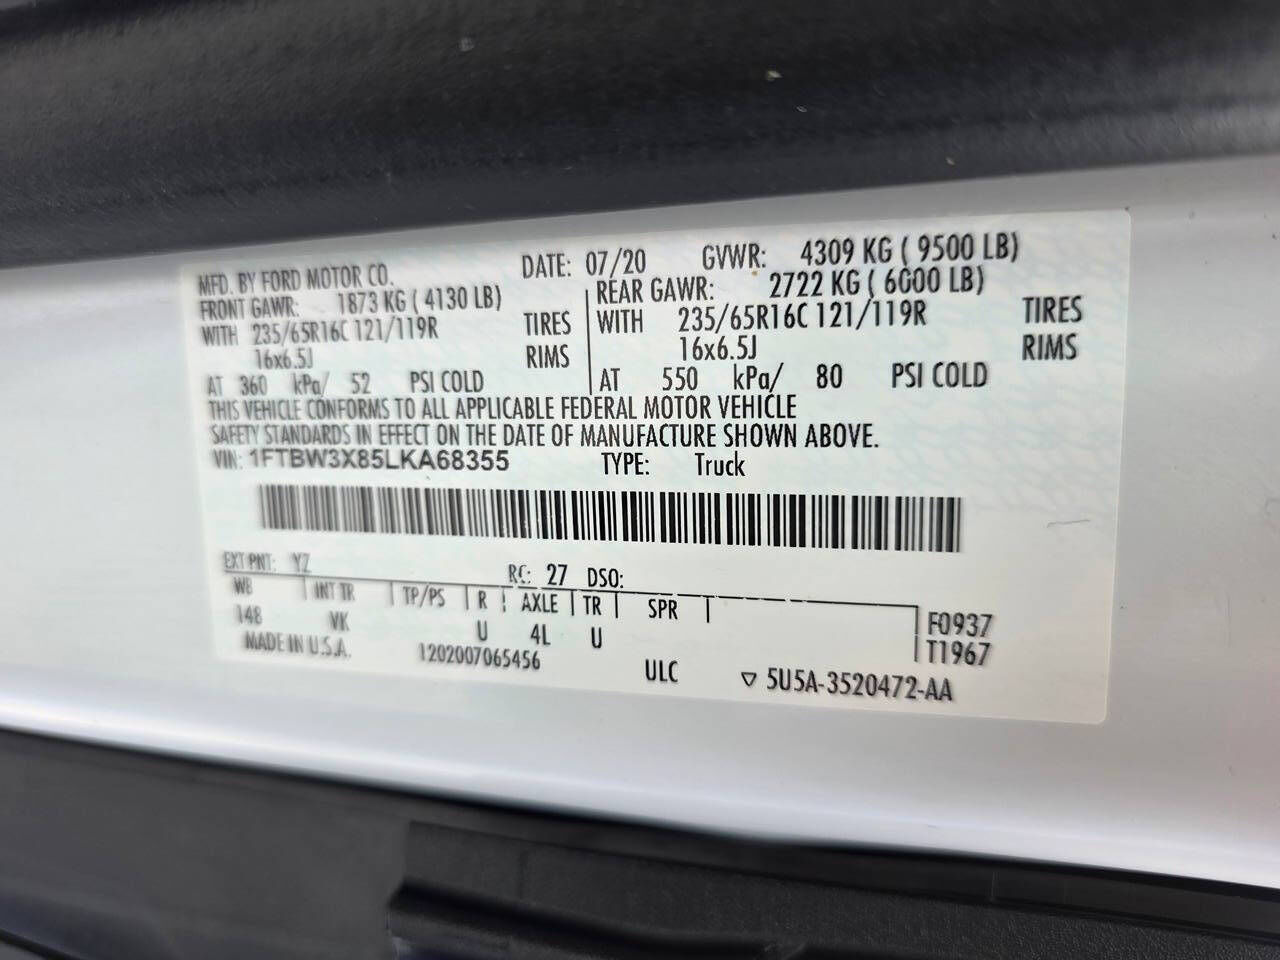 MFD. BY FORD MOTOR CO. DATE: 07/20 GVWR: 4309 KG ( 9500 LB)
FRONT GAWR: 1873 KG ( 4130 LB) REAR GAWR: 2722 KG ( 6000 LB)
WITH 235/65R16C 121/119R TIRES WITH 235/65R16C 121/119R TIRES
16x6.5J RIMS 16x6.5J RIMS
AT 360 kPa/ 52 PSI COLD AT 550 kPa/ 80 PSI COLD
THIS VEHICLE CONFORMS TO ALL APPLICABLE FEDERAL MOTOR VEHICLE
SAFETY STANDARDS IN EFFECT ON THE DATE OF MANUFACTURE SHOWN ABOVE.
VIN: 1FTBW3X85LKA68355 TYPE: Truck
EXT PNT: YZ RC: 27 DSO:
WB INT TR TP/PS R AXLE TR SPR
148 VK U 4L U F0937
T1967
MADE IN U.S.A. 1202007065456 ULC ▽ 5U5A-3520472-AA